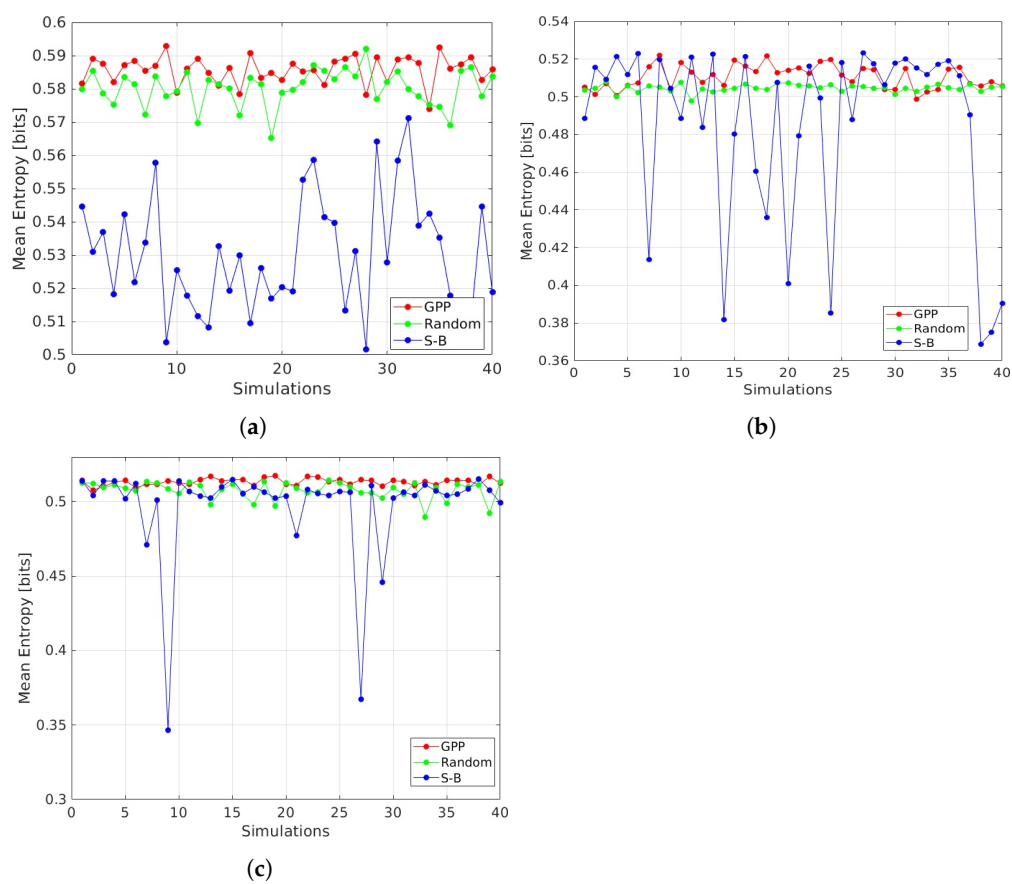 0.6
0.59
0.58
0.57
0.56
0.55
0.54
0.53
0.52
0.51
0.5
Mean Entropy [bits]
0
10
20
30
40
Simulations
GPP
Random
S-B
(a)
0.54
0.52
0.5
0.48
0.46
0.44
0.42
0.4
0.38
0.36
Mean Entropy [bits]
0
5
10
15
20
25
30
35
40
Simulations
GPP
Random
S-B
(b)
0.5
0.45
0.4
0.35
0.3
Mean Entropy [bits]
0
5
10
15
20
25
30
35
40
Simulations
GPP
Random
S-B
(c)